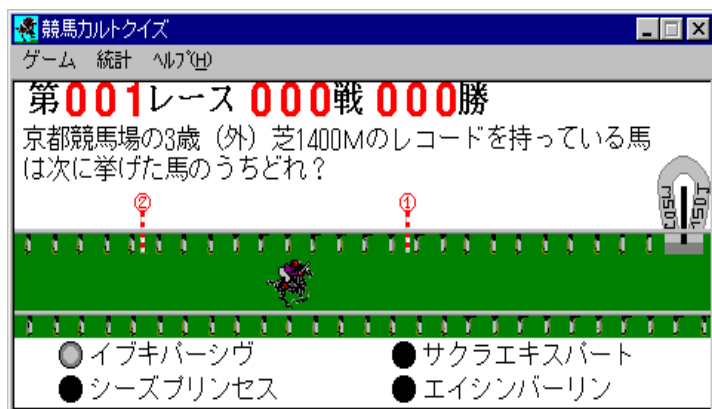 競馬カルトクイズ
ゲーム 統計 ヘルプ(H)
第001レース 000戦 000勝
京都競馬場の3歳（外）芝1400Mのレコードを持っている馬
は次に挙げた馬のうちどれ？
② ①
イブキパーシヴ サクラエキスパート
シーズプリンセス エイシンバーリン